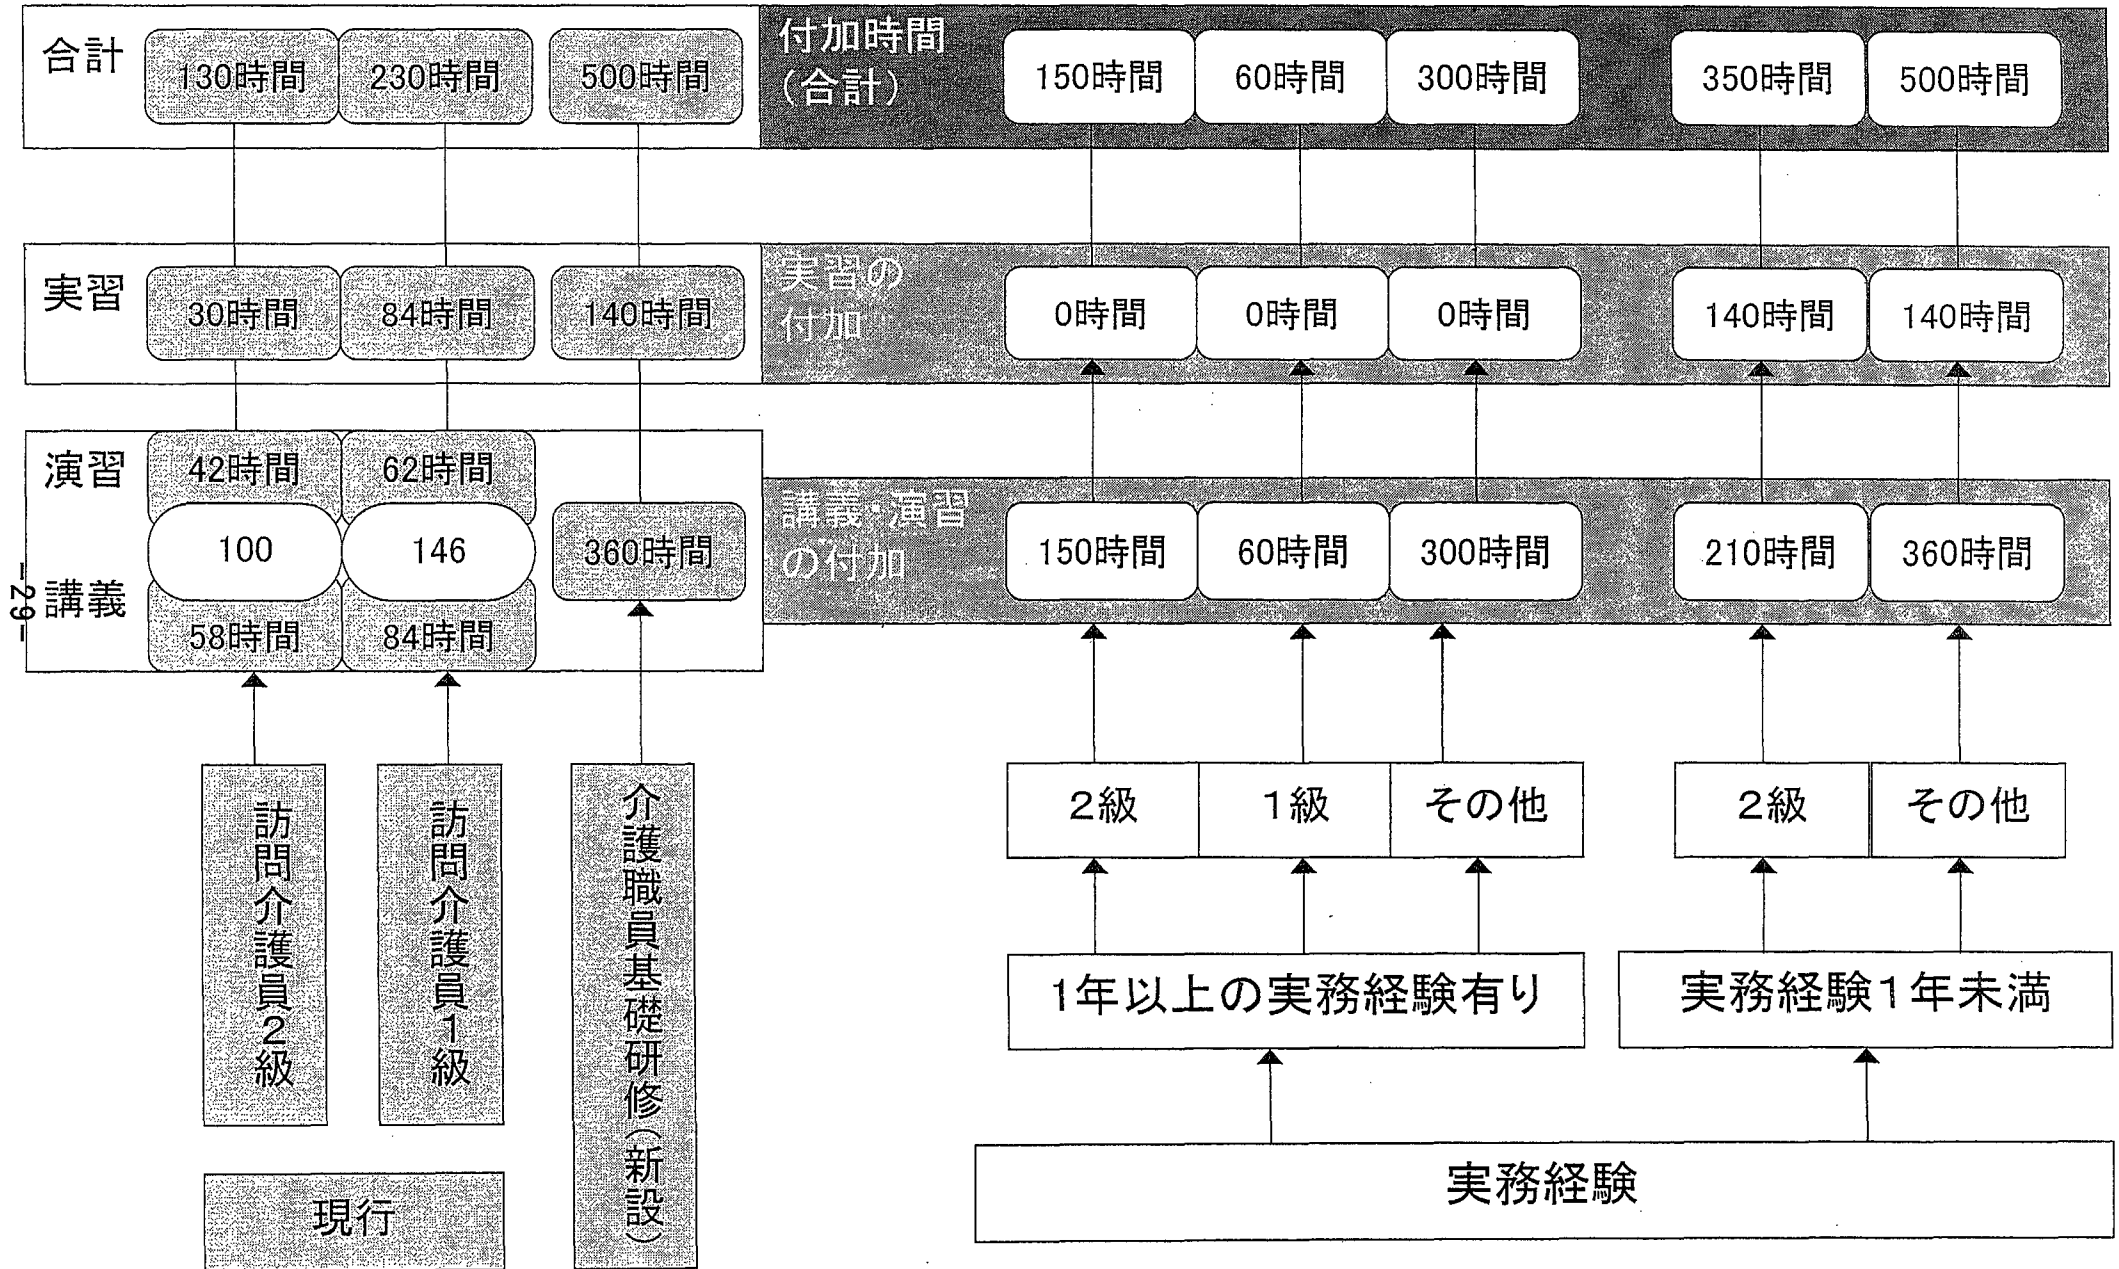 合計
130時間
230時間
500時間
付加時間
（合計）
150時間
60時間
300時間
350時間
500時間
実習
30時間
84時間
140時間
実習の
付加
0時間
0時間
0時間
140時間
140時間
演習
42時間
62時間
100
146
360時間
講義
58時間
84時間
講義・演習
の付加
150時間
60時間
300時間
210時間
360時間
-29-
訪問介護員２級
訪問介護員１級
介護職員基礎研修（新設）
２級
１級
その他
２級
その他
１年以上の実務経験有り
実務経験１年未満
現行
実務経験